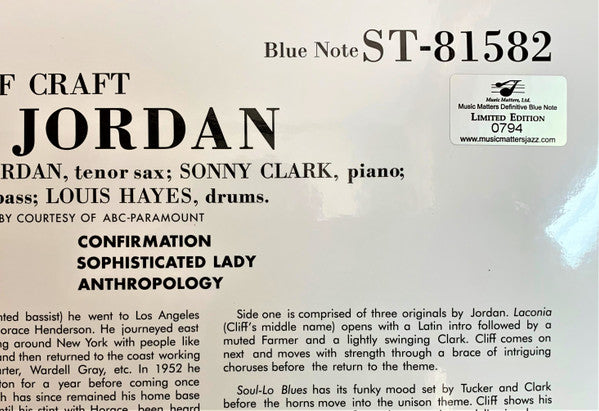 Blue Note ST-81582
Music Matters, Ltd.
Music Matters Definitive Blue Note
LIMITED EDITION
0794
www.musicmattersjazz.com
F CRAFT
JORDAN
RDAN, tenor sax; SONNY CLARK, piano;
bass; LOUIS HAYES, drums.
BY COURTESY OF ABC-PARAMOUNT
CONFIRMATION
SOPHISTICATED LADY
ANTHROPOLOGY
nted bassist) he went to Los Angeles
orace Henderson. He journeyed east
ng around New York with people like
and then returned to the coast working
arter, Wardell Gray, etc. In 1952 he
ton for a year before coming once
h has since remained his home base
until his stint with Horace, been heard
Side one is comprised of three originals by Jordan. Laconia
(Cliff's middle name) opens with a Latin intro followed by a
muted Farmer and a lightly swinging Clark. Cliff comes on
next and moves with strength through a brace of intriguing
choruses before the return to the theme.
Soul-Lo Blues has its funky mood set by Tucker and Clark
before the horns move into the unison theme. Cliff shows his